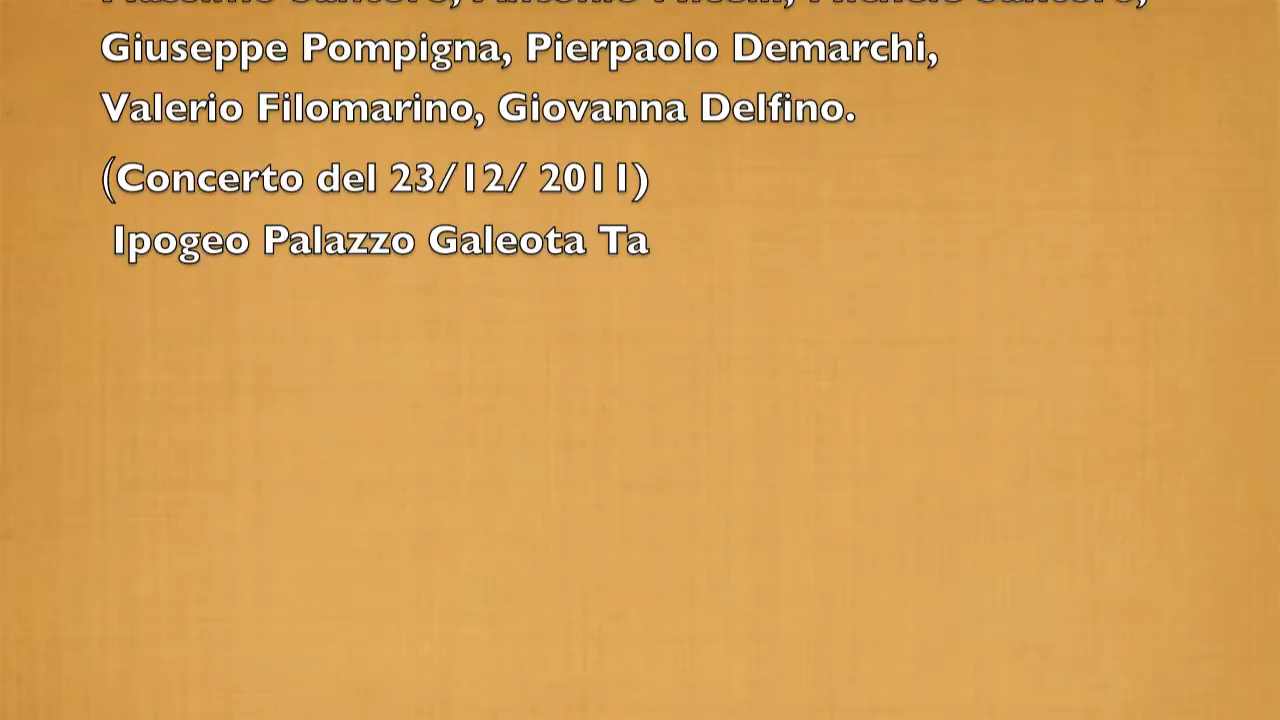 Giuseppe Pompigna, Pierpaolo Demarchi,
Valerio Filomarino, Giovanna Delfino.
(Concerto del 23/12/ 2011)
Ipogeo Palazzo Galeota Ta